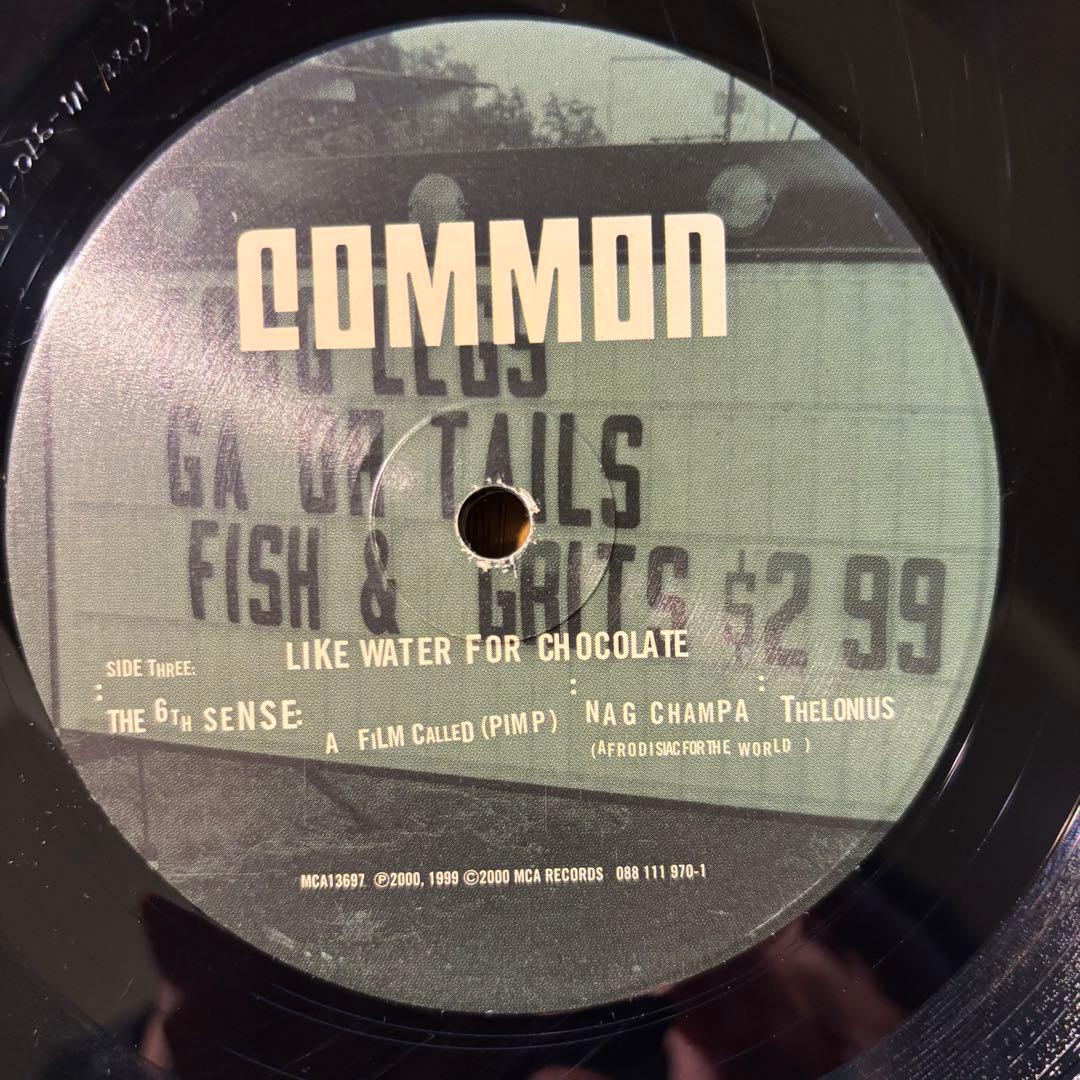 COMMON
LEGS
GA OR TAILS
FISH & GRITS $2 99
LIKE WATER FOR CHOCOLATE
SIDE THREE:
: THE 6TH SENSE:
A FiLM CALLED (PIMP)
: NAG CHAMPA
(AFRODISIAC FOR THE WORLD )
: THELONIUS
MCA13697 ℗2000, 1999 ©2000 MCA RECORDS 088 111 970-1